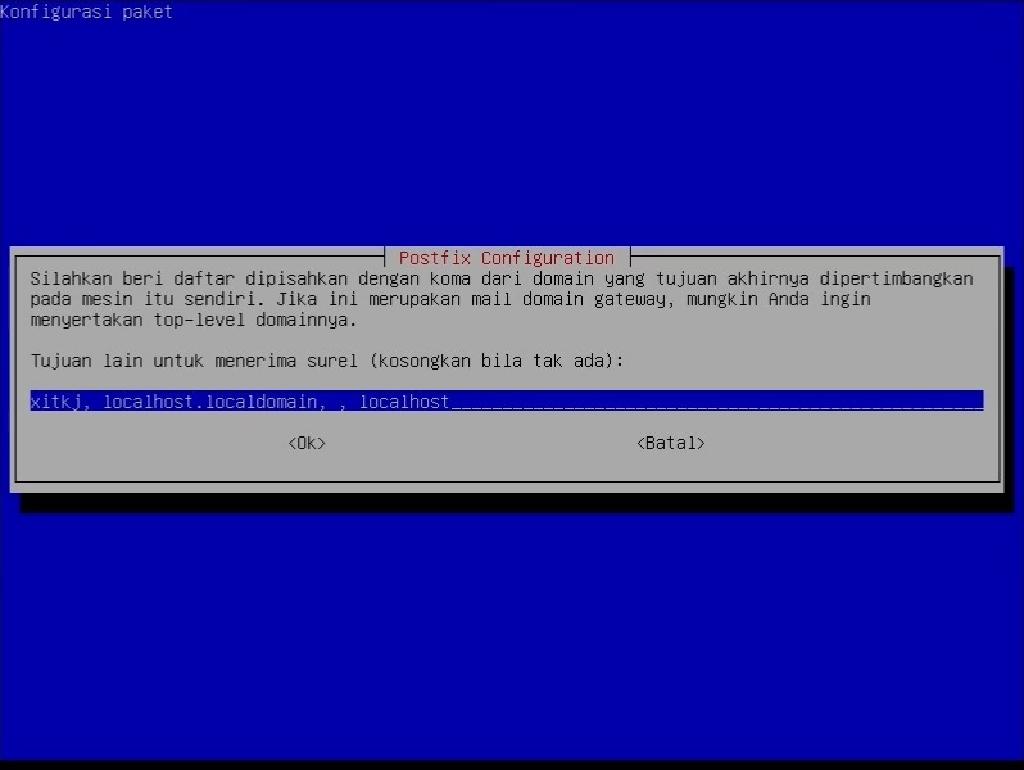 Konfigurasi paket
Postfix Configuration
Silahkan beri daftar dipisahkan dengan koma dari domain yang tujuan akhirnya dipertimbangkan
pada mesin itu sendiri. Jika ini merupakan mail domain gateway, mungkin Anda ingin
menyertakan top-level domainnya.
Tujuan lain untuk menerima surel (kosongkan bila tak ada):
xitkj, localhost.localdomain, , localhost
<Ok> <Batal>